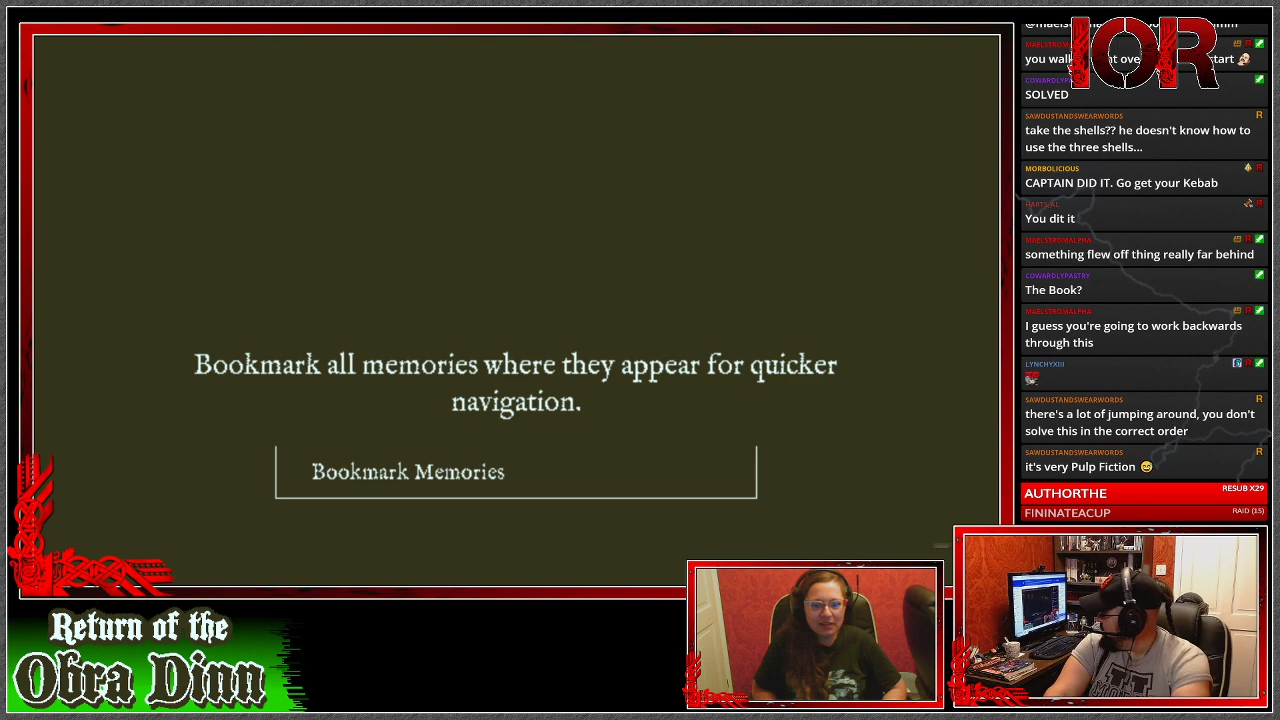 Bookmark all memories where they appear for quicker
navigation.
Bookmark Memories
Return of the
Obra Dinn
IOR
you
start
COWARDLYPASTRY
SOLVED
SAWDUSTANDSWEARWORDS
take the shells?? he doesn't know how to
use the three shells...
MORBOLICIOUS
CAPTAIN DID IT. Go get your Kebab
You dit it
MAELSTROMALPHA
something flew off thing really far behind
COWARDLYPASTRY
The Book?
MAELSTROMALPHA
I guess you're going to work backwards
through this
LYNCHYXIII
SAWDUSTANDSWEARWORDS
there's a lot of jumping around, you don't
solve this in the correct order
SAWDUSTANDSWEARWORDS
it's very Pulp Fiction
AUTHORTHE RESUB X29
FININATEACUP RAID (15)